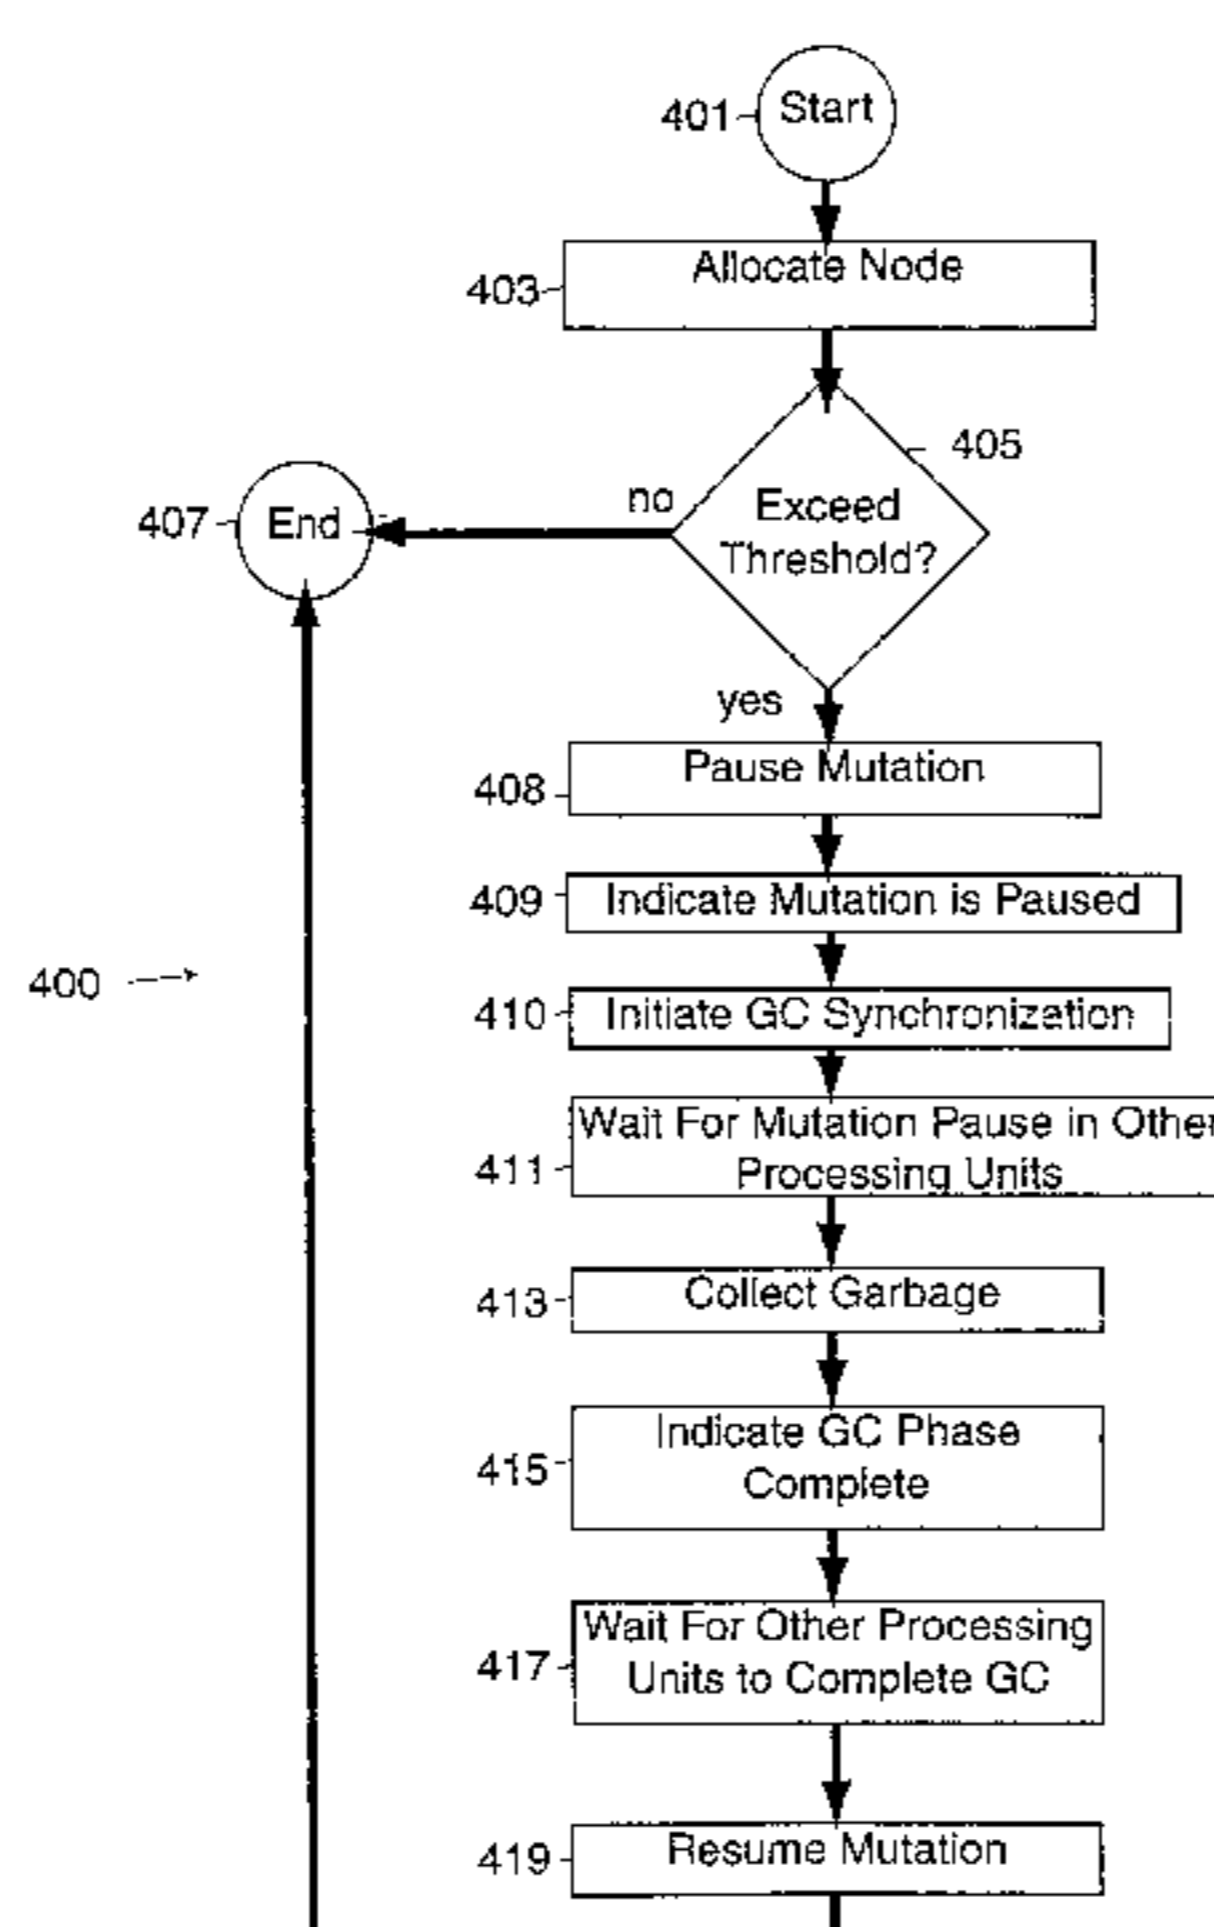 401
Start
403
Allocate Node
405
Exceed
Threshold?
no
407
End
yes
408
Pause Mutation
409
Indicate Mutation is Paused
400
410
Initiate GC Synchronization
Wait For Mutation Pause in Other
411
Processing Units
413
Collect Garbage
Indicate GC Phase
415
Complete
Wait For Other Processing
417
Units to Complete GC
419
Resume Mutation